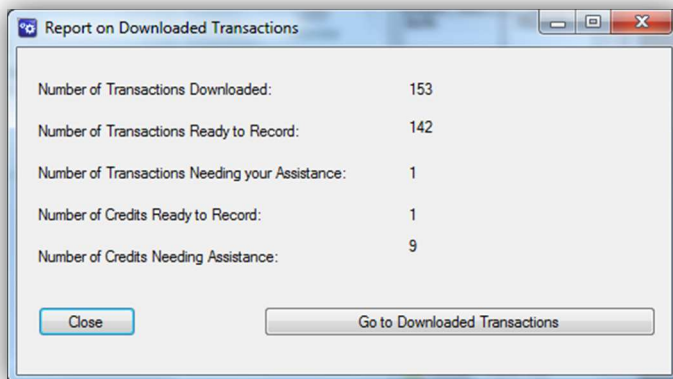 Report on Downloaded Transactions
Number of Transactions Downloaded: 153
Number of Transactions Ready to Record: 142
Number of Transactions Needing your Assistance: 1
Number of Credits Ready to Record: 1
Number of Credits Needing Assistance: 9
Close Go to Downloaded Transactions